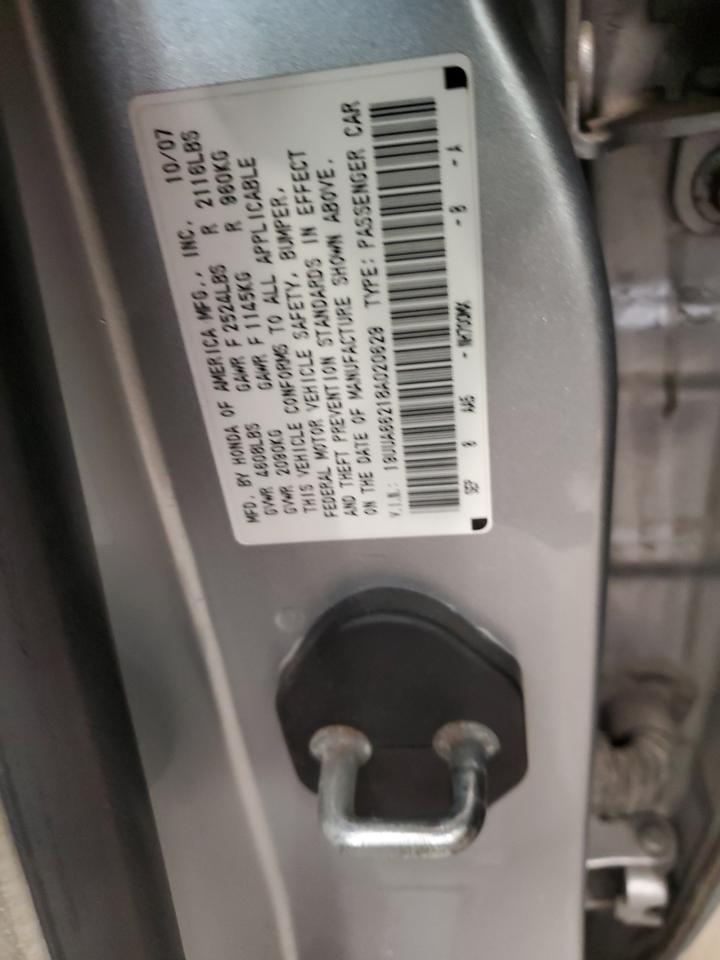 MFD. BY HONDA OF AMERICA MFG., INC. 10/07
GVWR 4608LBS GAWR F 2524LBS R 2116LBS
GVWR 2090KG GAWR F 1145KG R 960KG
THIS VEHICLE CONFORMS TO ALL APPLICABLE
FEDERAL MOTOR VEHICLE SAFETY, BUMPER,
AND THEFT PREVENTION STANDARDS IN EFFECT
ON THE DATE OF MANUFACTURE SHOWN ABOVE.
V.I.N.: 19UUA66218A020828 TYPE: PASSENGER CAR
- B - A